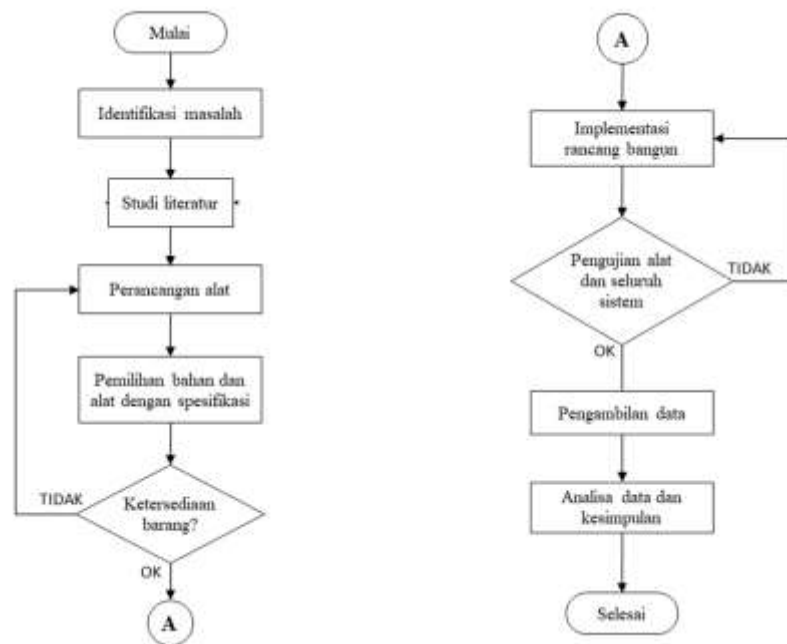 Mulai
Identifikasi masalah
Studi literatur
Perancangan alat
Pemilihan bahan dan
alat dengan spesifikasi
TIDAK
Ketersediaan
barang?
OK
A
A
Implementasi
rancang bangun
Pengujian alat
dan seluruh
sistem
TIDAK
OK
Pengambilan data
Analisa data dan
kesimpulan
Selesai